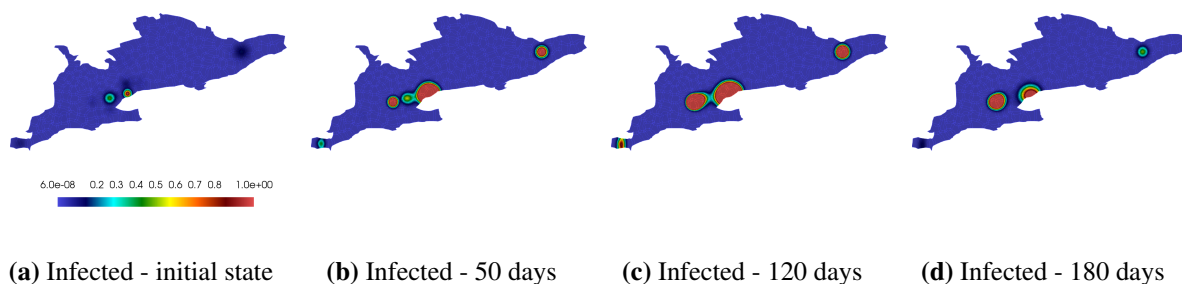 6.0e-08 0.2 0.3 0.4 0.5 0.6 0.7 0.8 1.0e+00
(a) Infected - initial state (b) Infected - 50 days (c) Infected - 120 days (d) Infected - 180 days